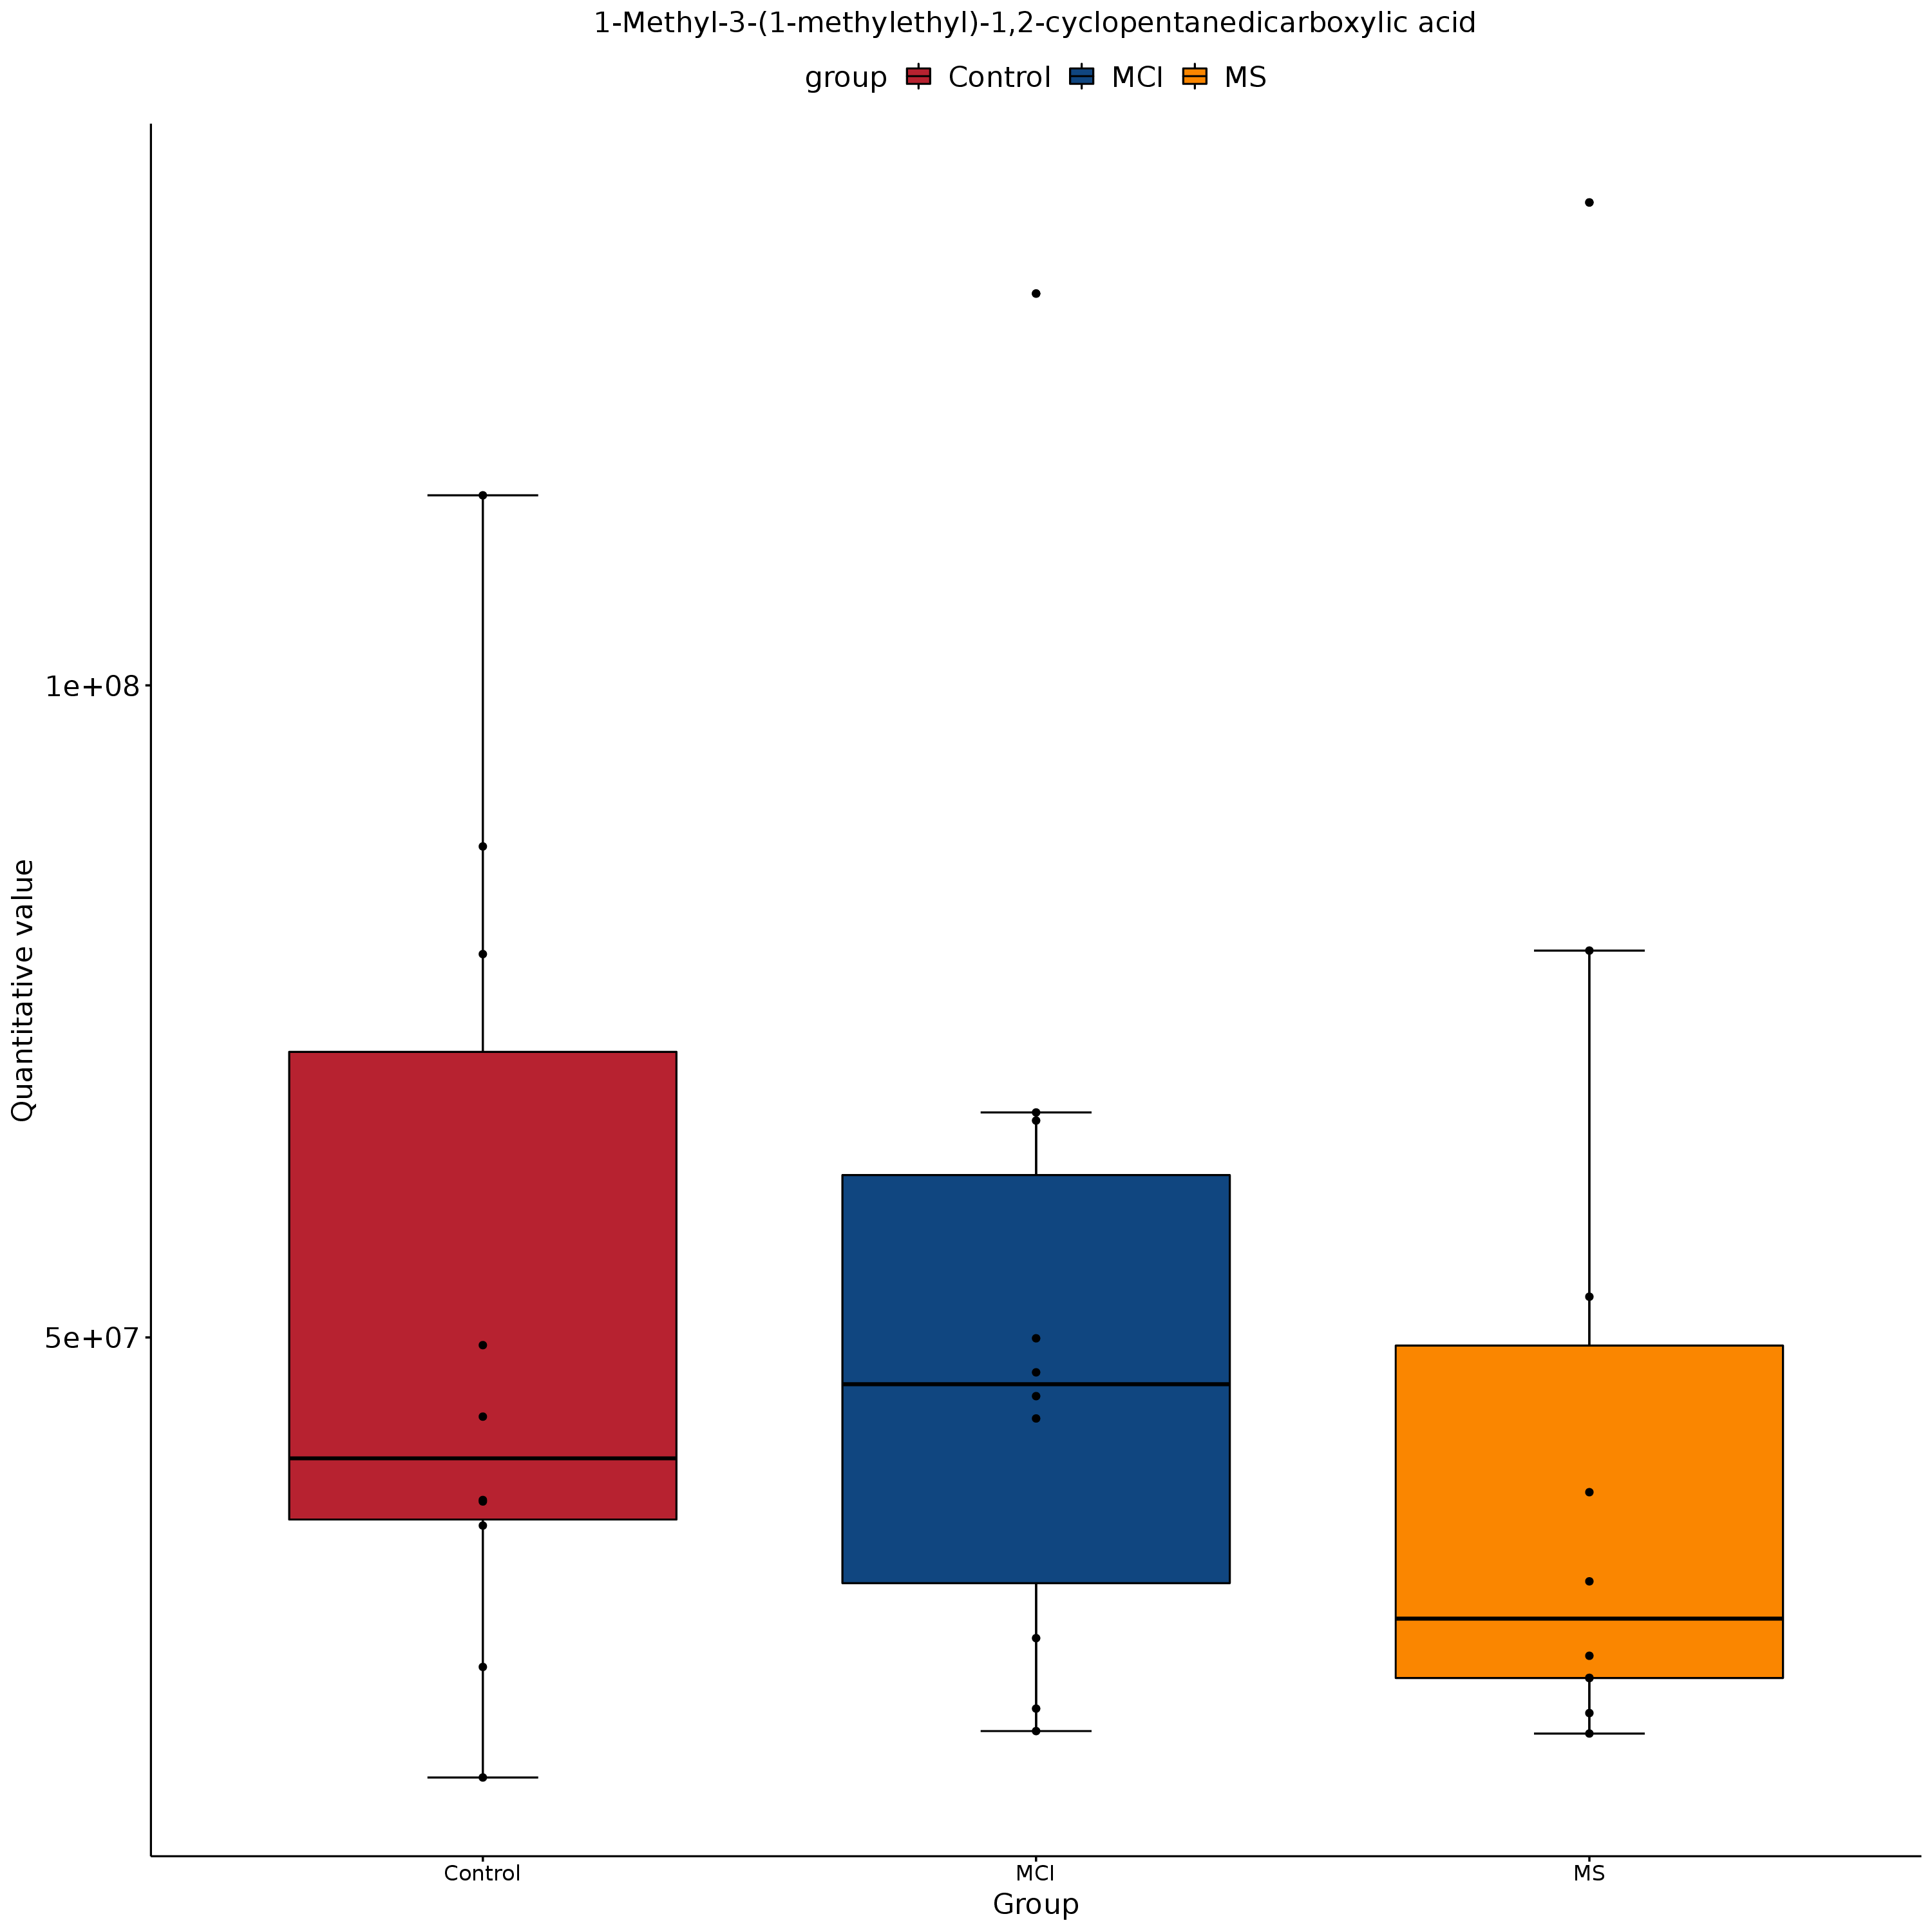 1-Methyl-3-(1-methylethyl)-1,2-cyclopentanedicarboxylic acid
group Control MCI MS
1e+08
5e+07
Quantitative value
Control MCI MS
Group